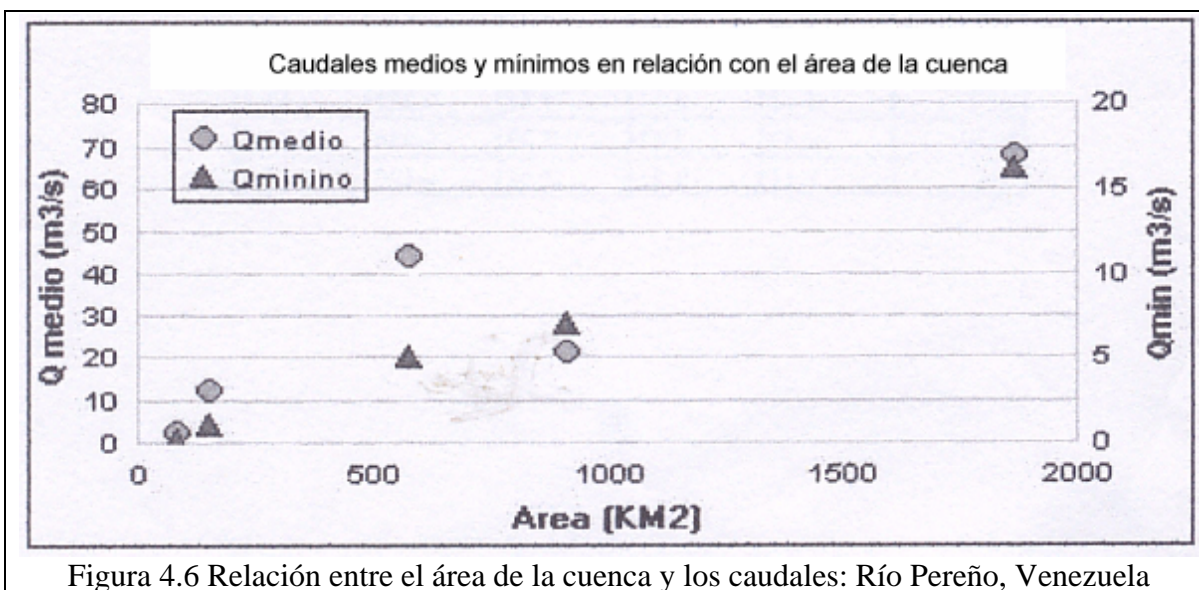 Caudales medios y mínimos en relación con el área de la cuenca
80
70
60
50
40
30
20
10
0
Q medio (m3/s)
Qmedio
Qminino
20
15
10
5
0
Qmin (m3/s)
0 500 1000 1500 2000
Area (KM2)
Figura 4.6 Relación entre el área de la cuenca y los caudales: Río Pereño, Venezuela